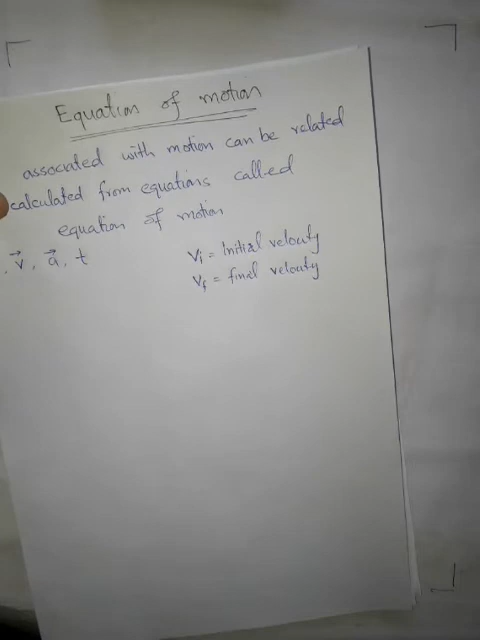 Equation of motion
associated with motion can be related
calculated from equations called
equation of motion
. v⃗, a⃗, t
Vi = Initial velocity
Vf = final velocity